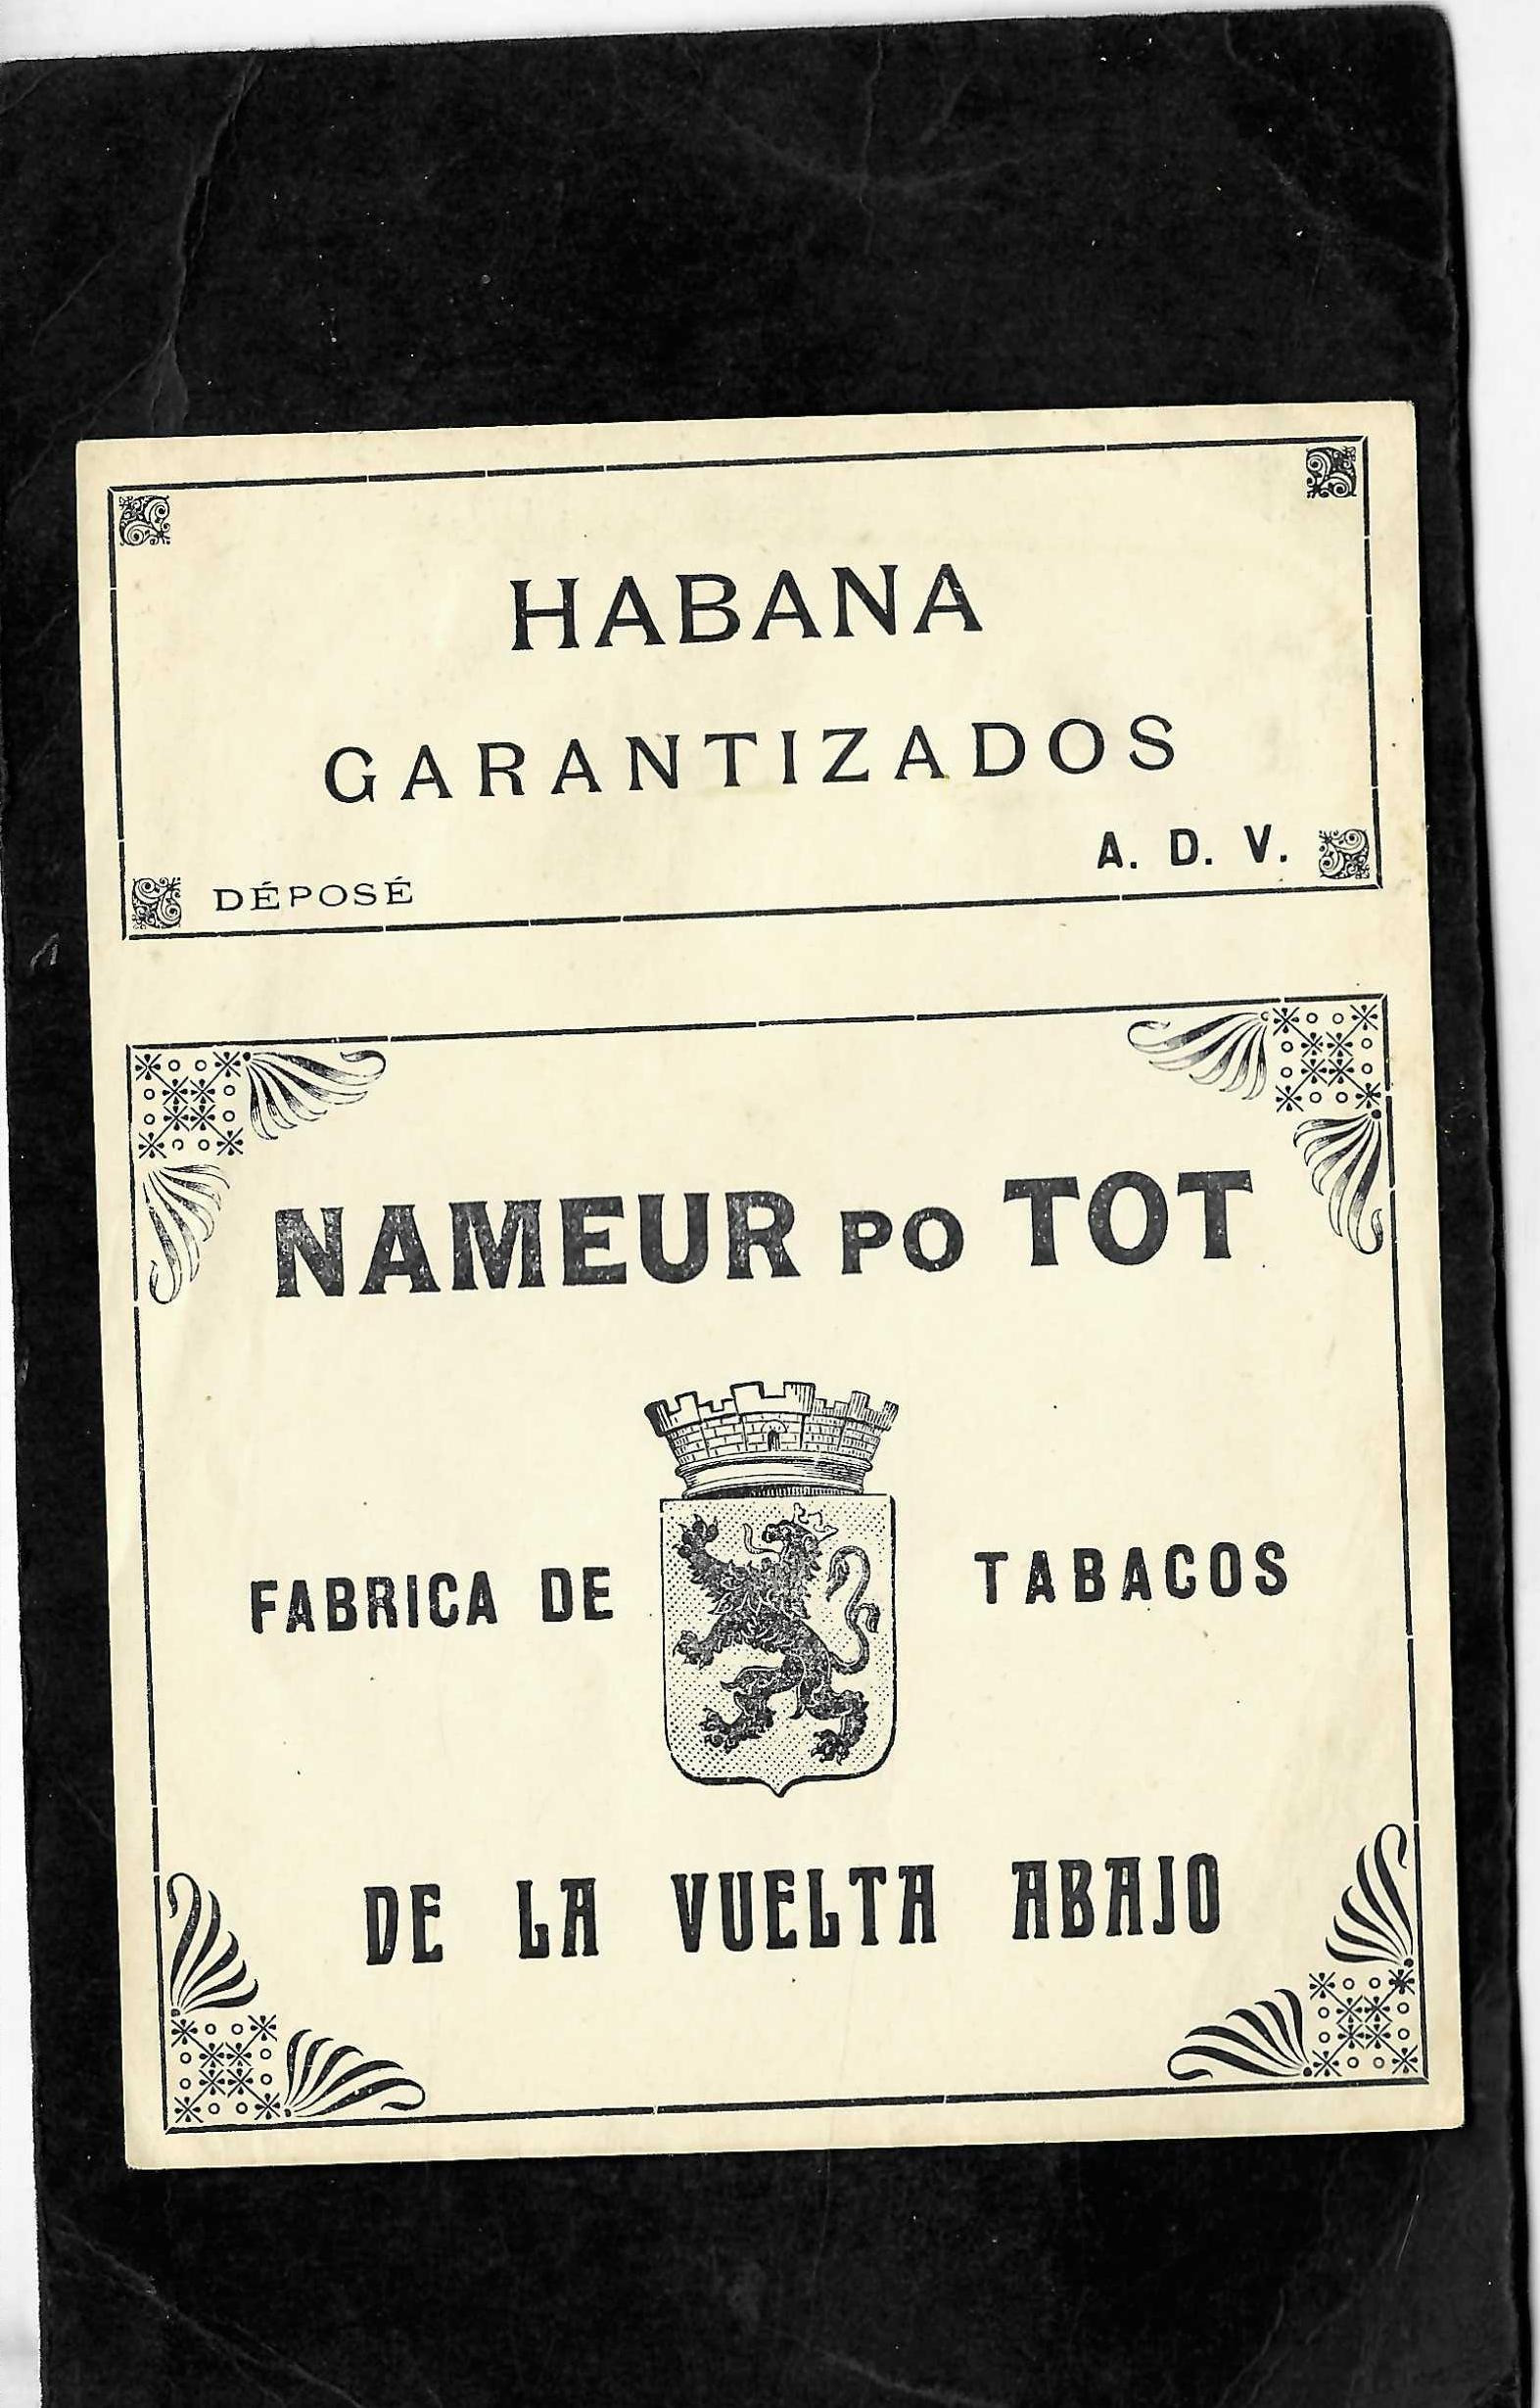 HABANA
GARANTIZADOS
A. D. V.
DÉPOSÉ
NAMEUR PO TOT
FABRICA DE TABACOS
DE LA VUELTA ABAJO